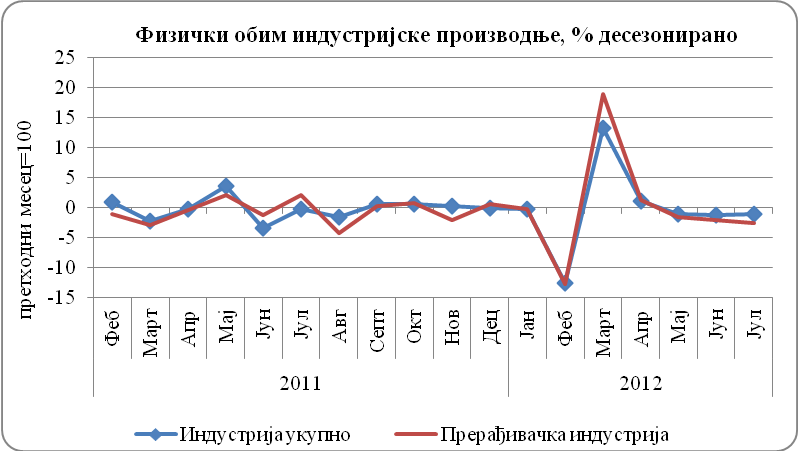 Физички обим индустријске производње, % десезонирано
25
20
15
10
5
0
-5
-10
-15
претходни месец=100
Феб
Март
Апр
Мај
Јун
Јул
Авг
Септ
Окт
Нов
Дец
Јан
Феб
Март
Апр
Мај
Јун
Јул
2011
2012
Индустрија укупно
Прерађивачка индустрија